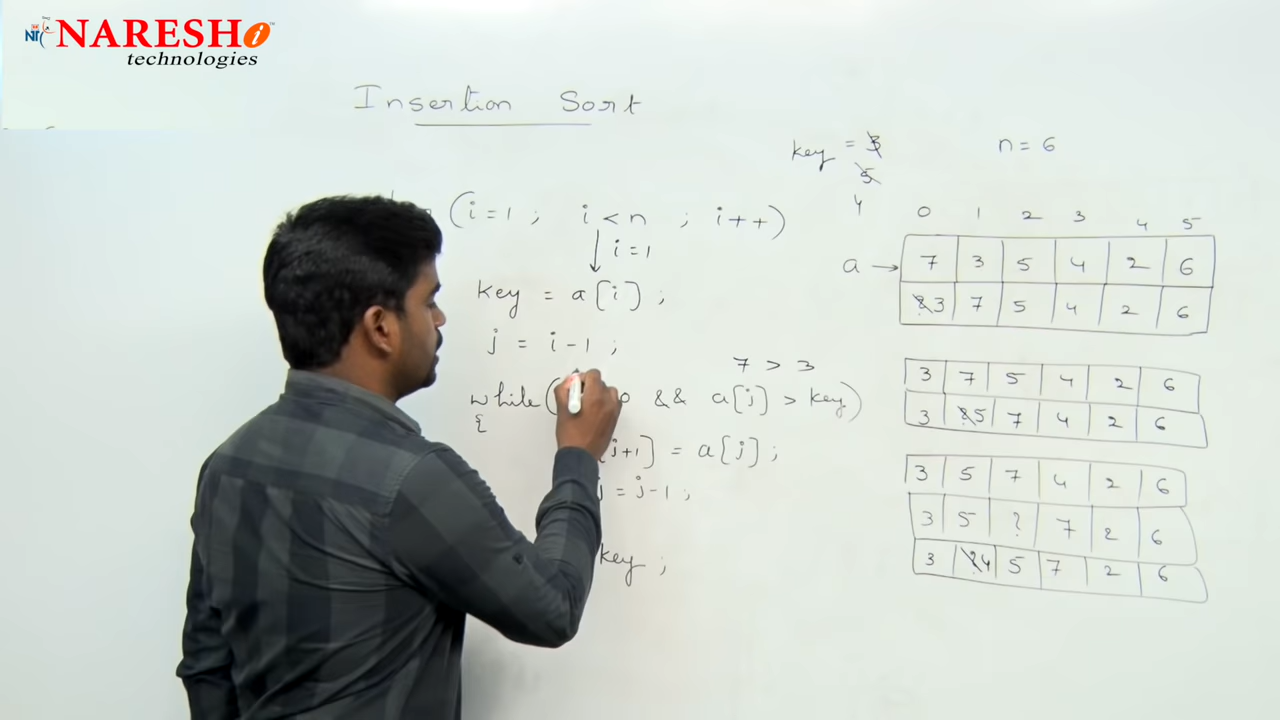 NARESH i
technologies
Insertion Sort
(i=1 ; i < n ; i++)
i=1
key = a[i] ;
j = i-1 ;
7 > 3
while( && a[j] > key)
{
[j+1] = a[j] ;
j = j-1 ;
key ;
key = 3
5
4
n = 6
0 1 2 3 4 5
a → 7 3 5 4 2 6
? 3 7 5 4 2 6
3 7 5 4 2 6
3 ? 5 7 4 2 6
3 5 7 4 2 6
3 5 ? 7 2 6
3 ? 4 5 7 2 6